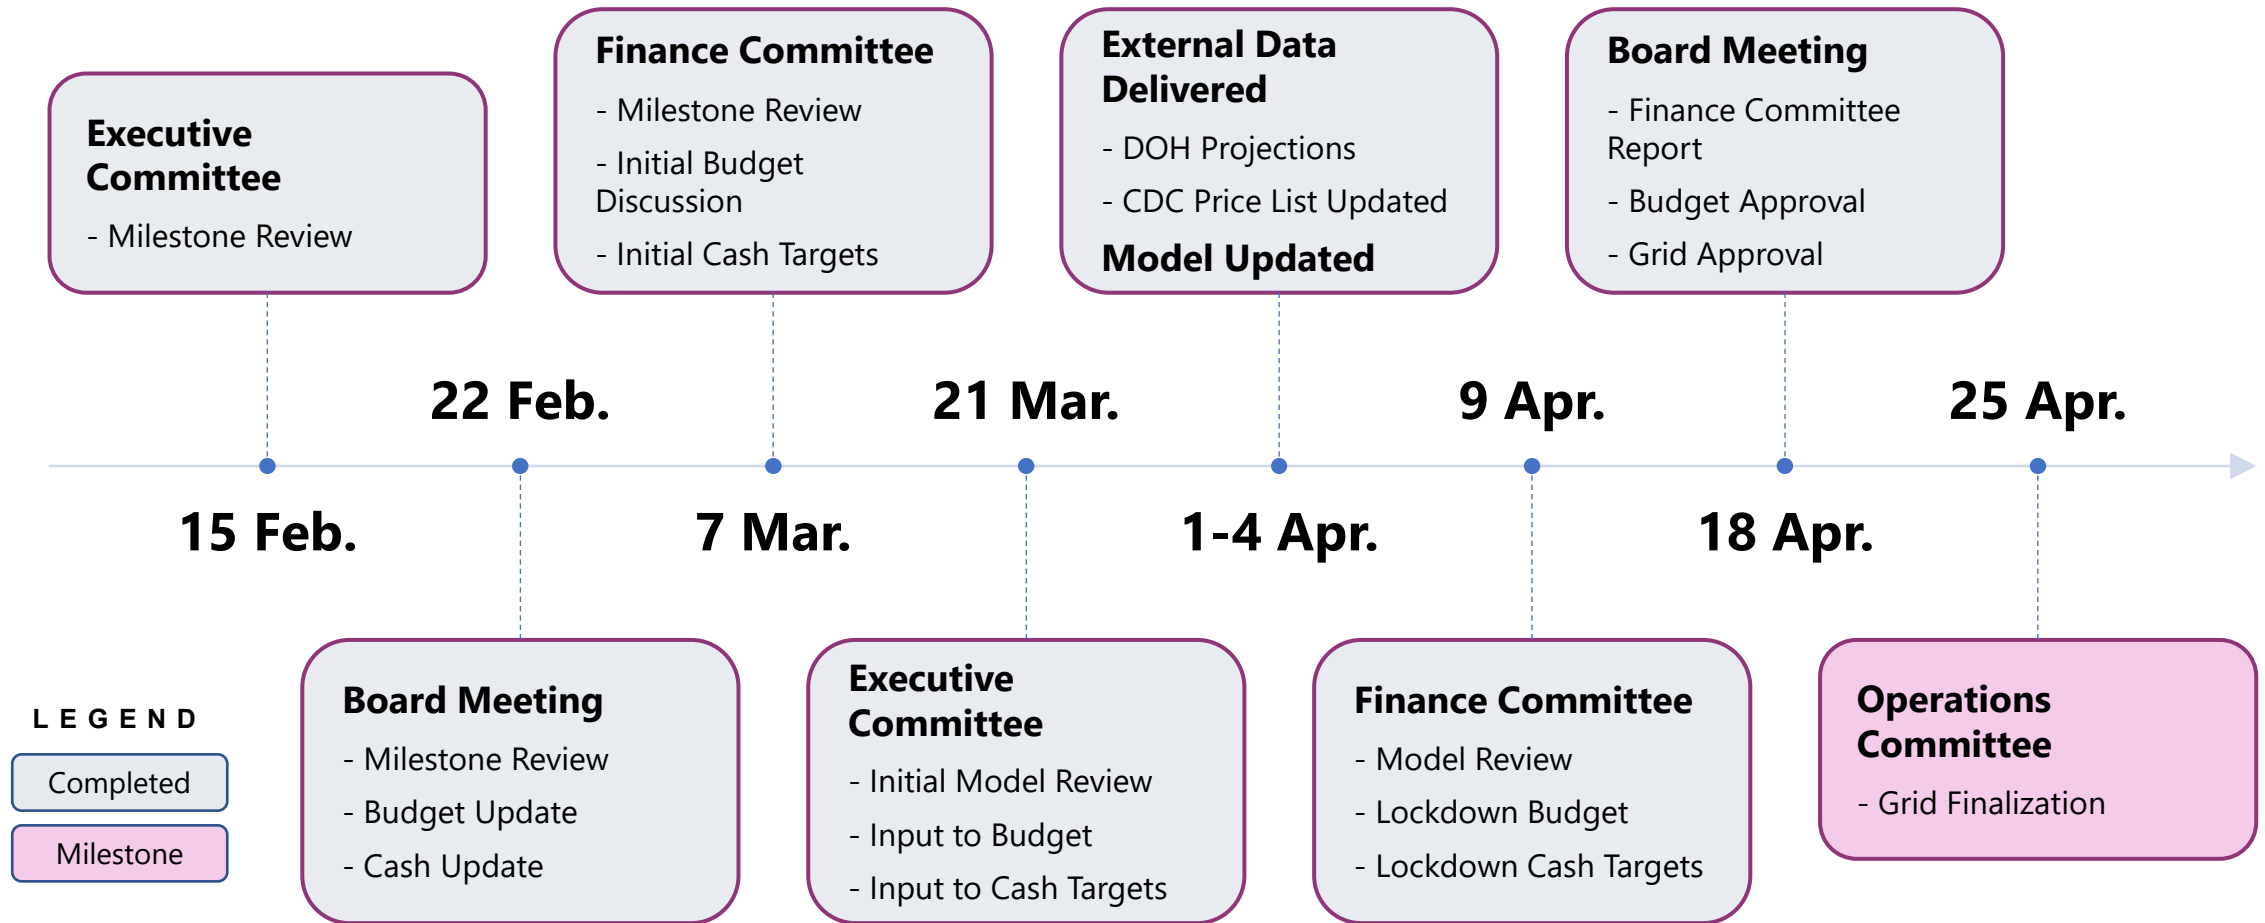 Executive
Committee
- Milestone Review
Finance Committee
- Milestone Review
- Initial Budget
Discussion
- Initial Cash Targets
External Data
Delivered
- DOH Projections
- CDC Price List Updated
Model Updated
Board Meeting
- Finance Committee
Report
- Budget Approval
- Grid Approval
22 Feb.
21 Mar.
9 Apr.
25 Apr.
15 Feb.
7 Mar.
1-4 Apr.
18 Apr.
LEGEND
Completed
Milestone
Board Meeting
- Milestone Review
- Budget Update
- Cash Update
Executive
Committee
- Initial Model Review
- Input to Budget
- Input to Cash Targets
Finance Committee
- Model Review
- Lockdown Budget
- Lockdown Cash Targets
Operations
Committee
- Grid Finalization